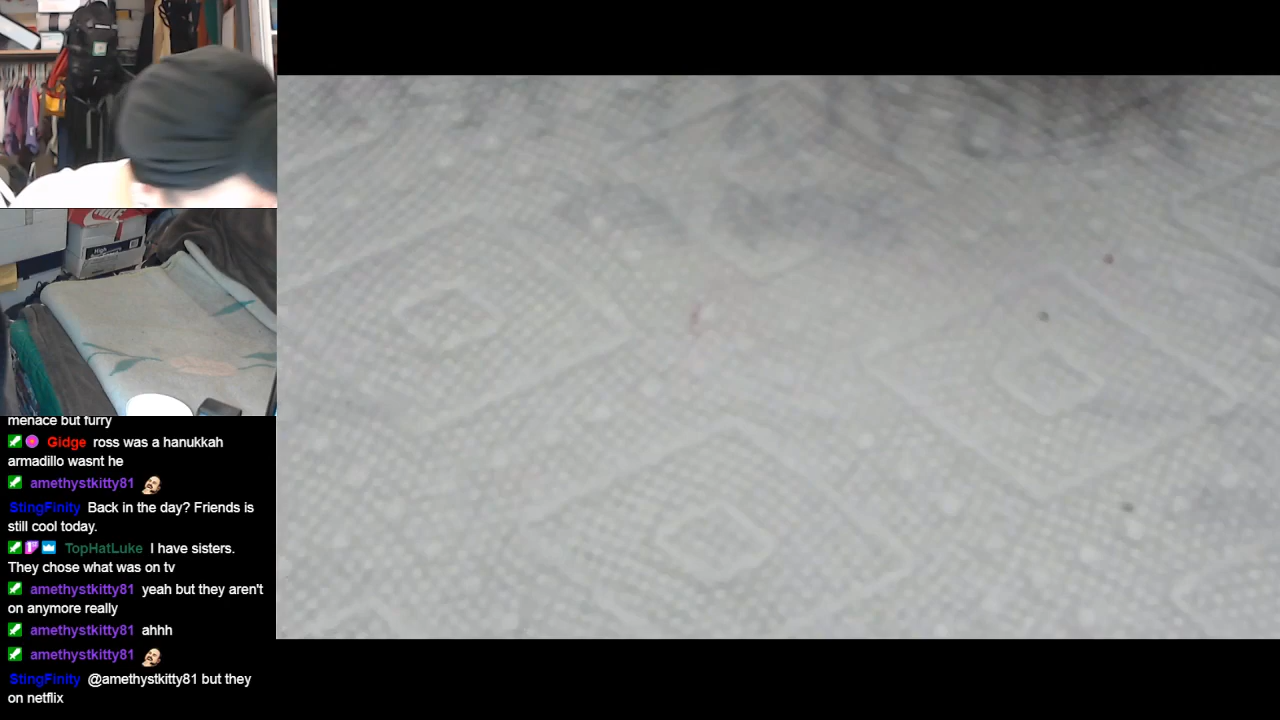 High
menace but furry
Gidge ross was a hanukkah
armadillo wasnt he
amethystkitty81
StingFinity Back in the day? Friends is
still cool today.
TopHatLuke I have sisters.
They chose what was on tv
amethystkitty81 yeah but they aren't
on anymore really
amethystkitty81 ahhh
amethystkitty81
StingFinity @amethystkitty81 but they
on netflix